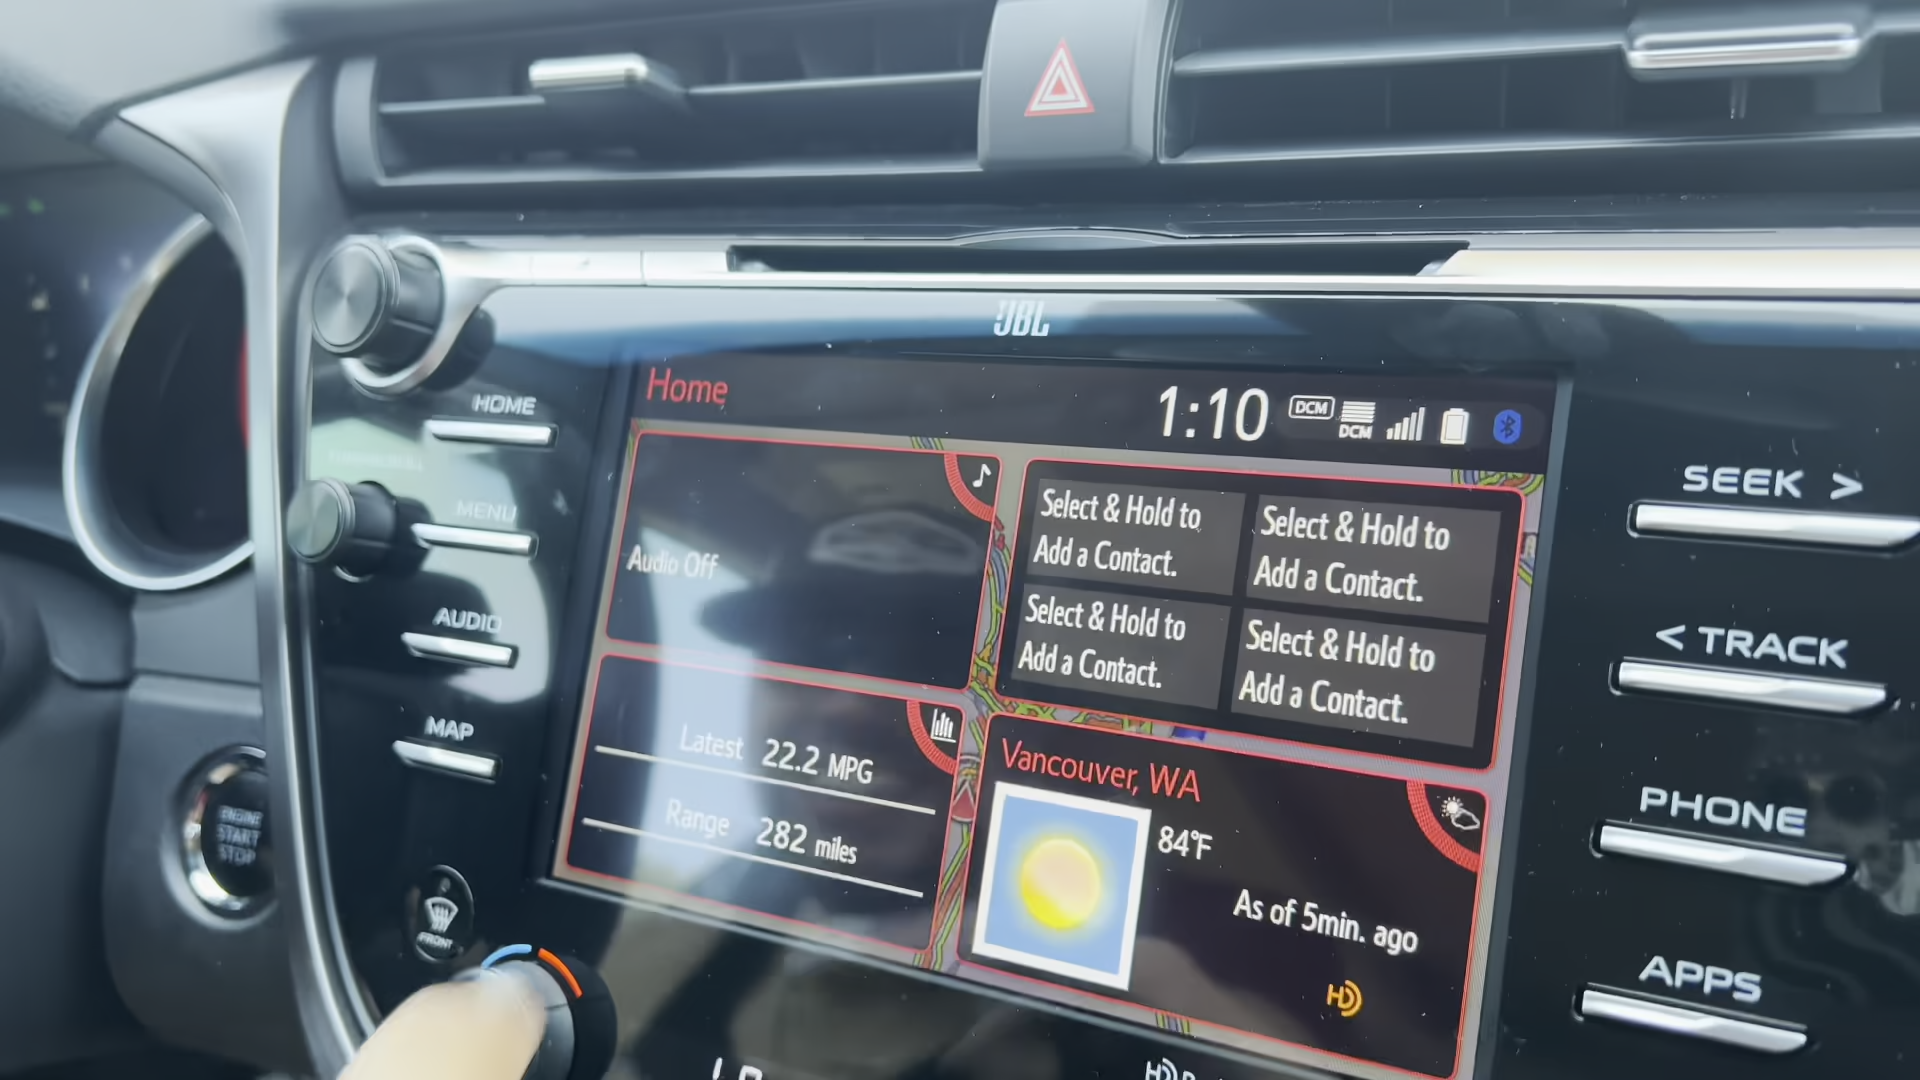 JBL
Home
1:10
DCM
DCM
HOME
MENU
AUDIO
MAP
ENGINE
START
STOP
FRONT
Audio Off
Select & Hold to
Add a Contact.
Select & Hold to
Add a Contact.
Select & Hold to
Add a Contact.
Select & Hold to
Add a Contact.
Latest 22.2 MPG
Range 282 miles
Vancouver, WA
84°F
As of 5min. ago
HD
SEEK >
< TRACK
PHONE
APPS
HD